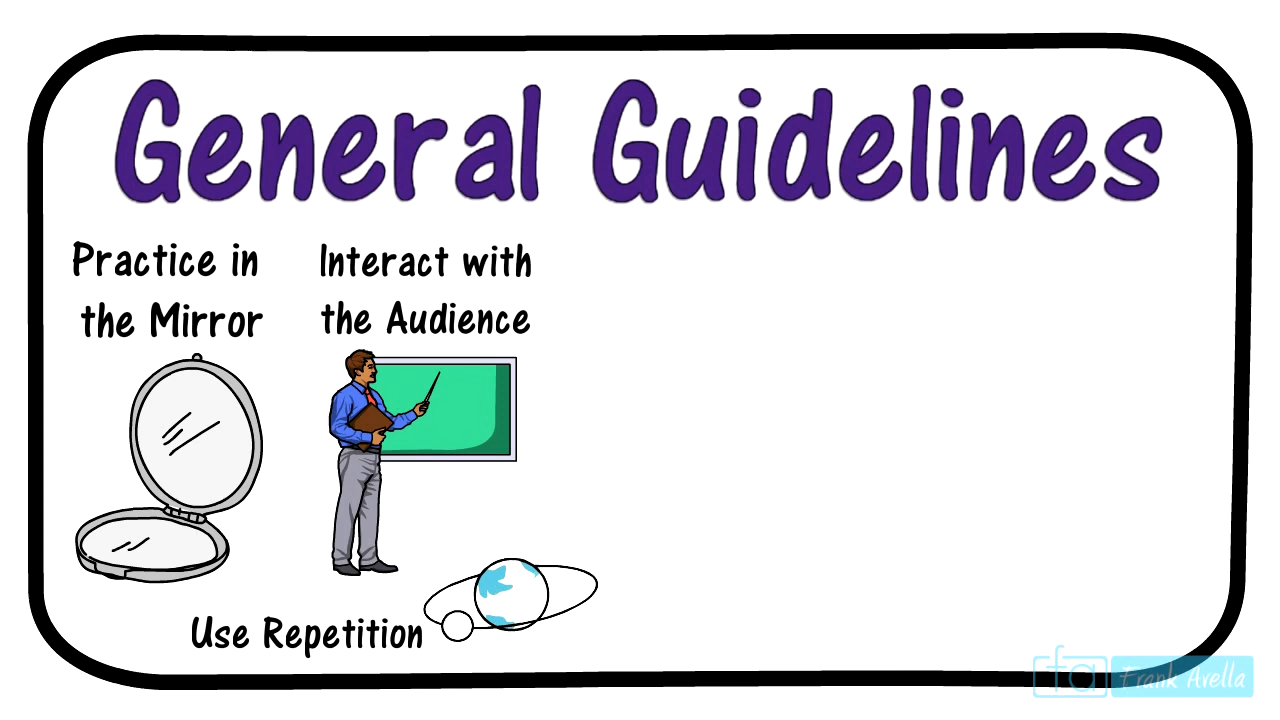 General Guidelines
Practice in
the Mirror
Interact with
the Audience
Use Repetition
fa Frank Avella